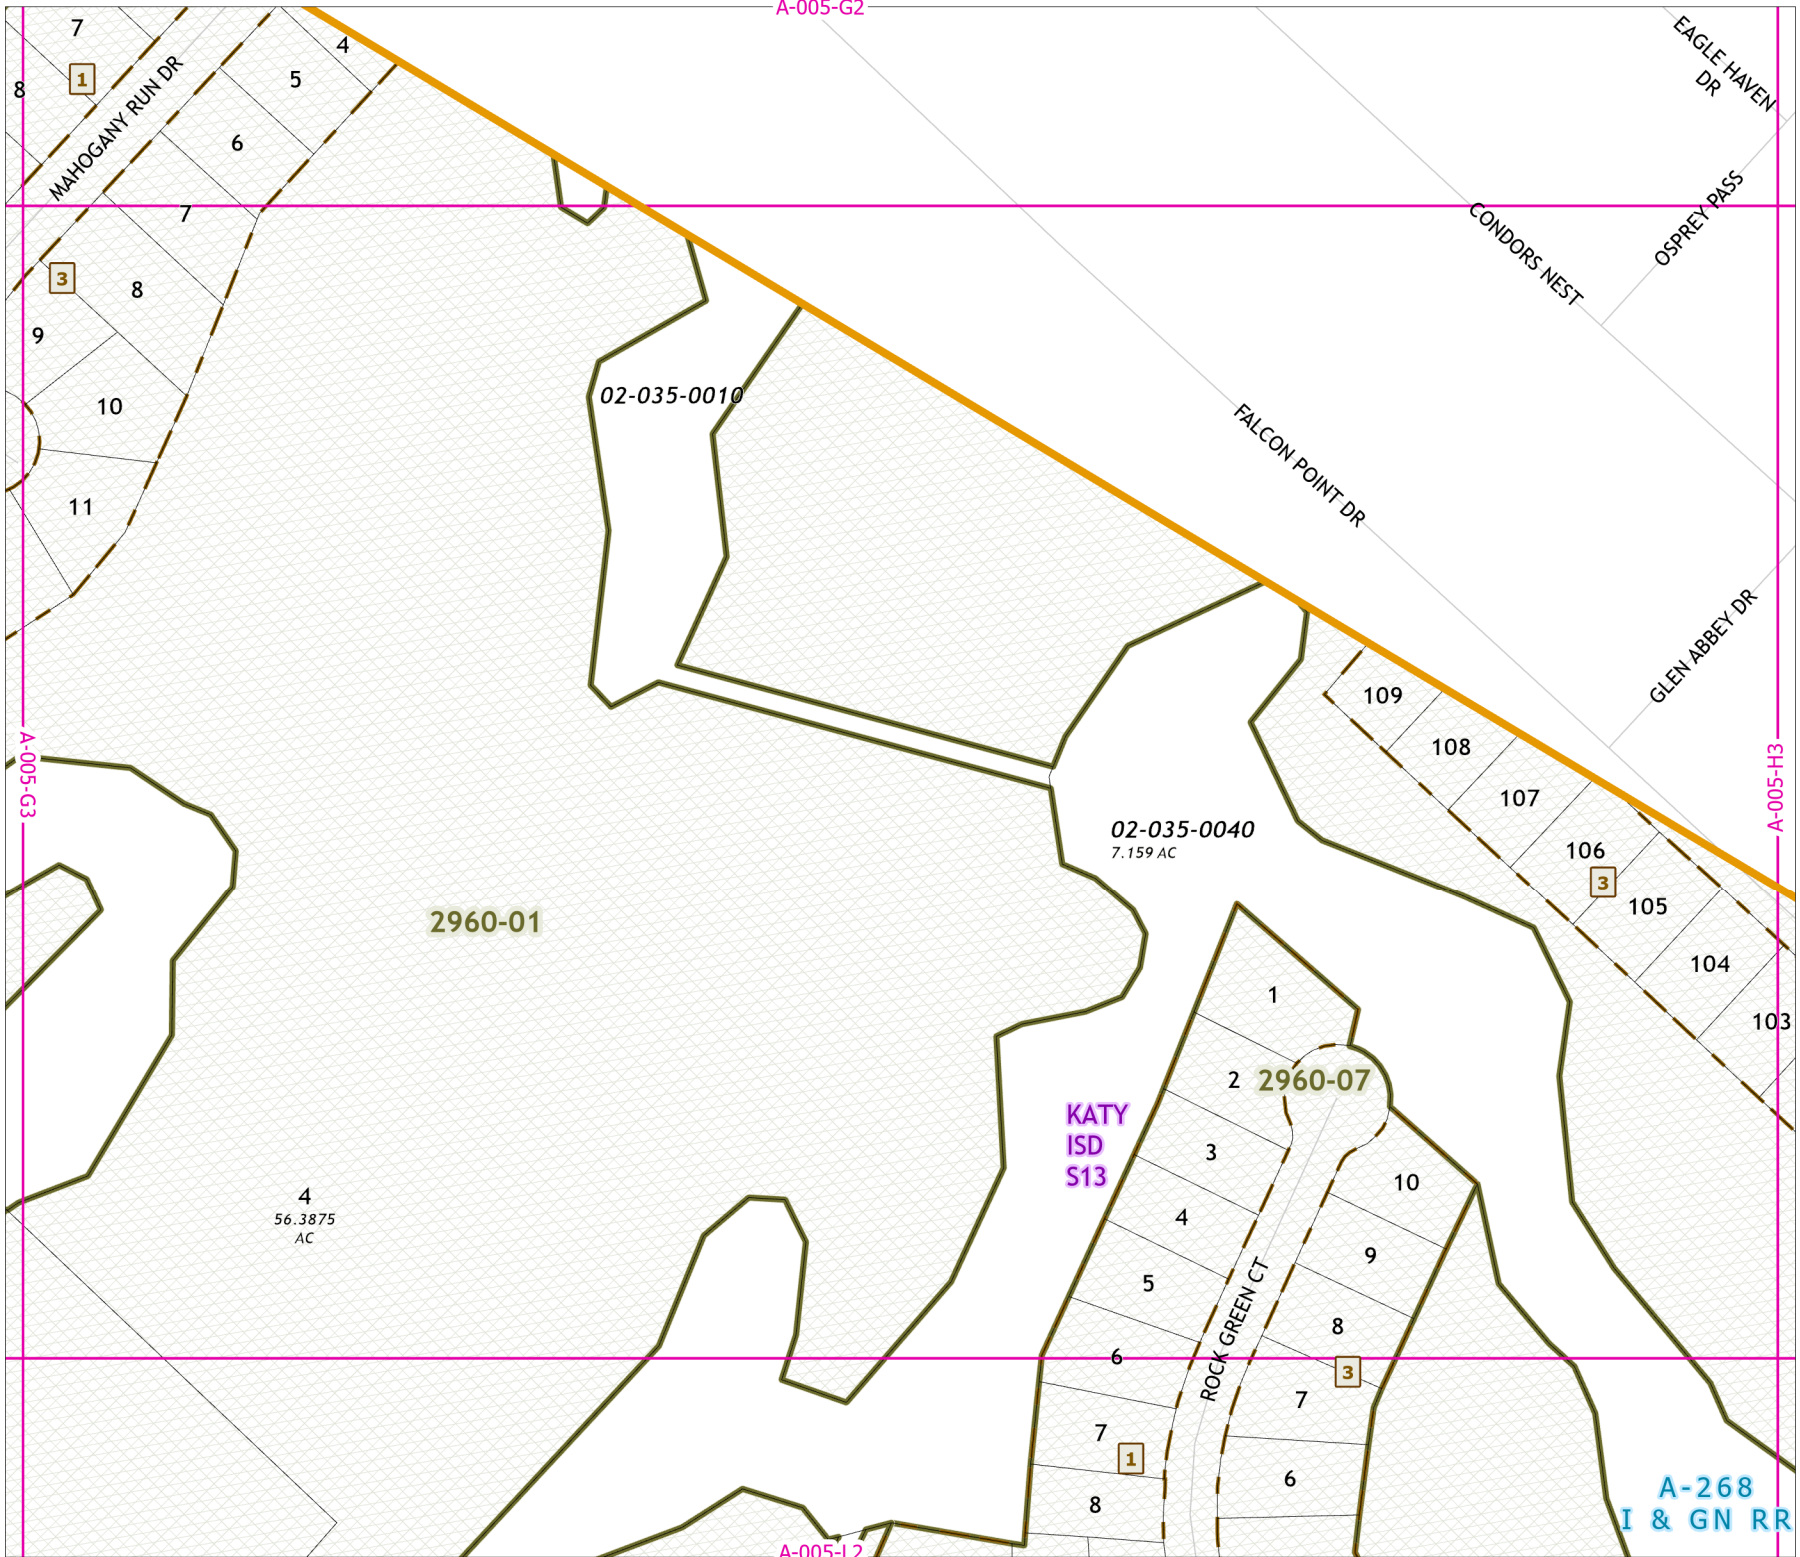 A-005-G2
7
4
EAGLE HAVEN
DR
1
5
8
MAHOGANY RUN DR
6
7
OSPREY PASS
CONDORS NEST
3
8
9
02-035-0010
10
FALCON POINT DR
11
GLEN ABBEY DR
109
108
A-005-G3
A-005-H3
107
02-035-0040
7.159 AC
106
3
105
2960-01
104
1
103
2
2960-07
KATY
ISD
S13
3
10
4
56.3875
AC
4
9
5
ROCK GREEN CT
8
6
3
7
7
1
6
8
A-268
I & GN RR
A-005-L2